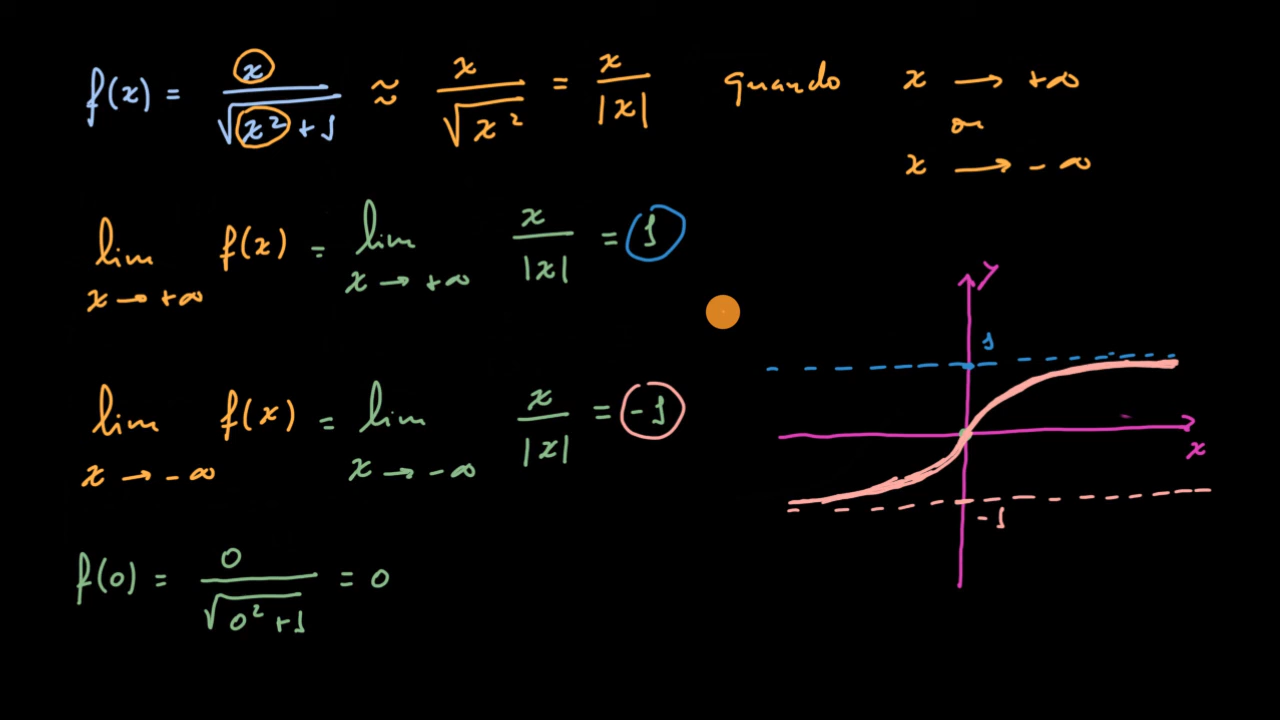 f(x) = x / √(x² + 1) ≈ x / √(x²) = x / |x| quando x → +∞
ou
x → -∞
lim x → +∞ f(x) = lim x → +∞ x / |x| = 1
lim x → -∞ f(x) = lim x → -∞ x / |x| = -1
f(0) = 0 / √(0² + 1) = 0
y
1
x
-1